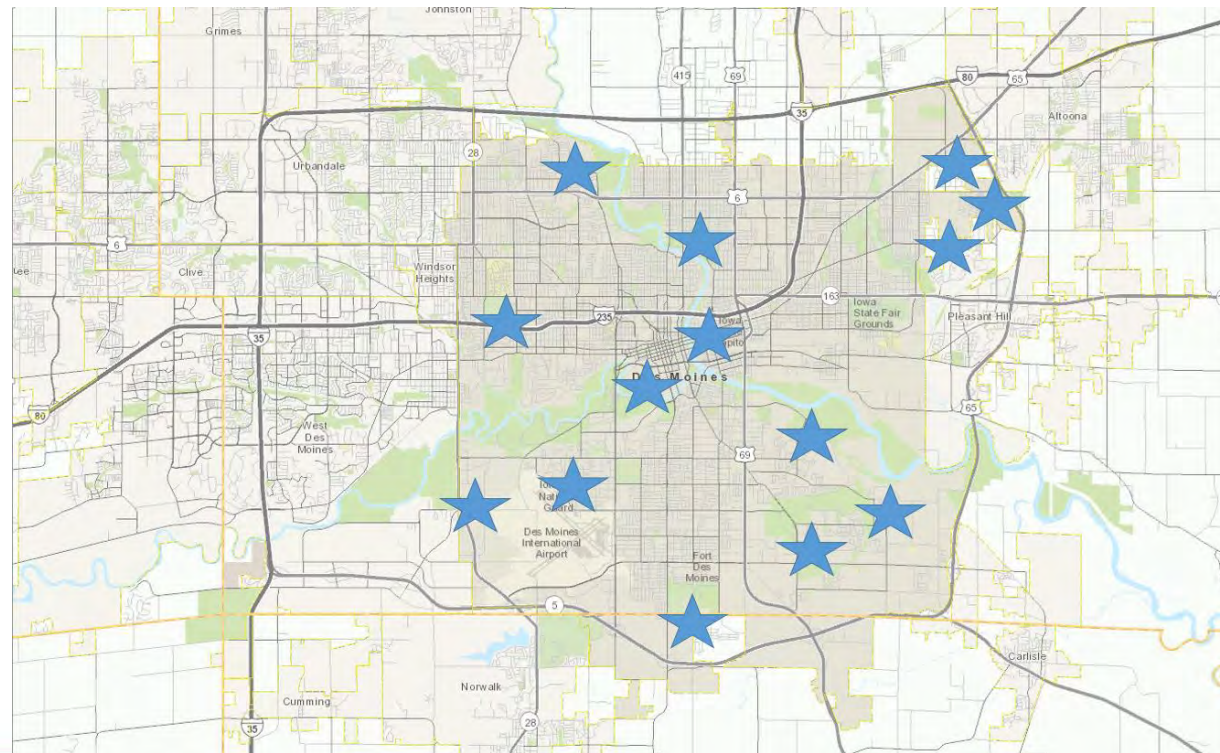 Johnston
Grimes
415
69
80
65
35
Altoona
28
Urbandale
6
6
Windsor
Heights
Clive
163
Iowa
State Fair
Grounds
235
Pleasant Hill
35
Des Moines
80
65
West
Des
Moines
69
Guard
Des Moines
International
Airport
Fort
Des
Moines
5
Carlisle
Norwalk
Cumming
28
35